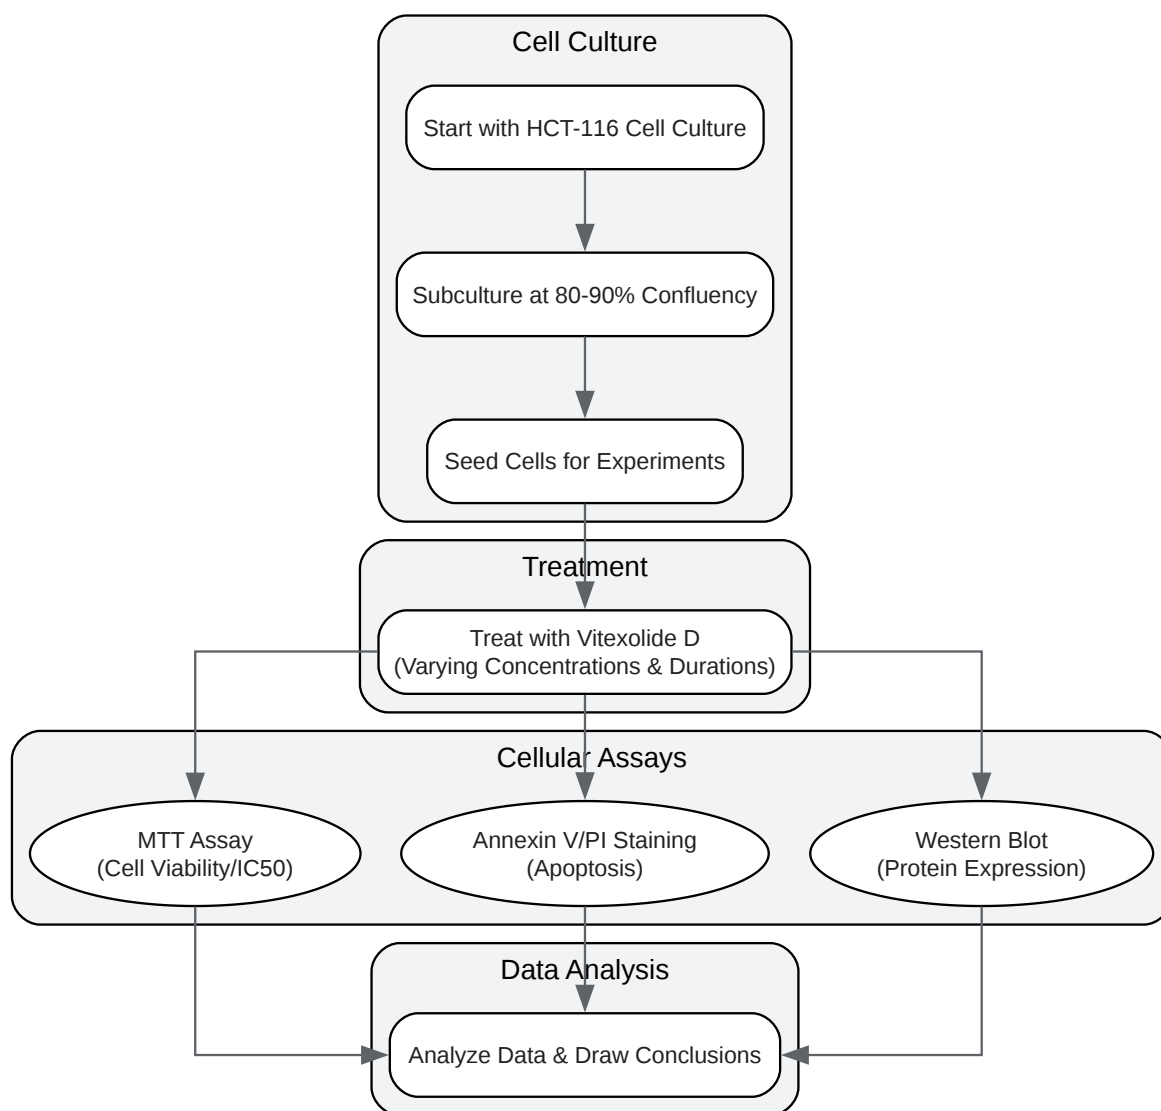 Cell Culture
Start with HCT-116 Cell Culture
Subculture at 80-90% Confluency
Seed Cells for Experiments
Treatment
Treat with Vitexolide D
(Varying Concentrations & Durations)
Cellular Assays
MTT Assay
(Cell Viability/IC50)
Annexin V/PI Staining
(Apoptosis)
Western Blot
(Protein Expression)
Data Analysis
Analyze Data & Draw Conclusions